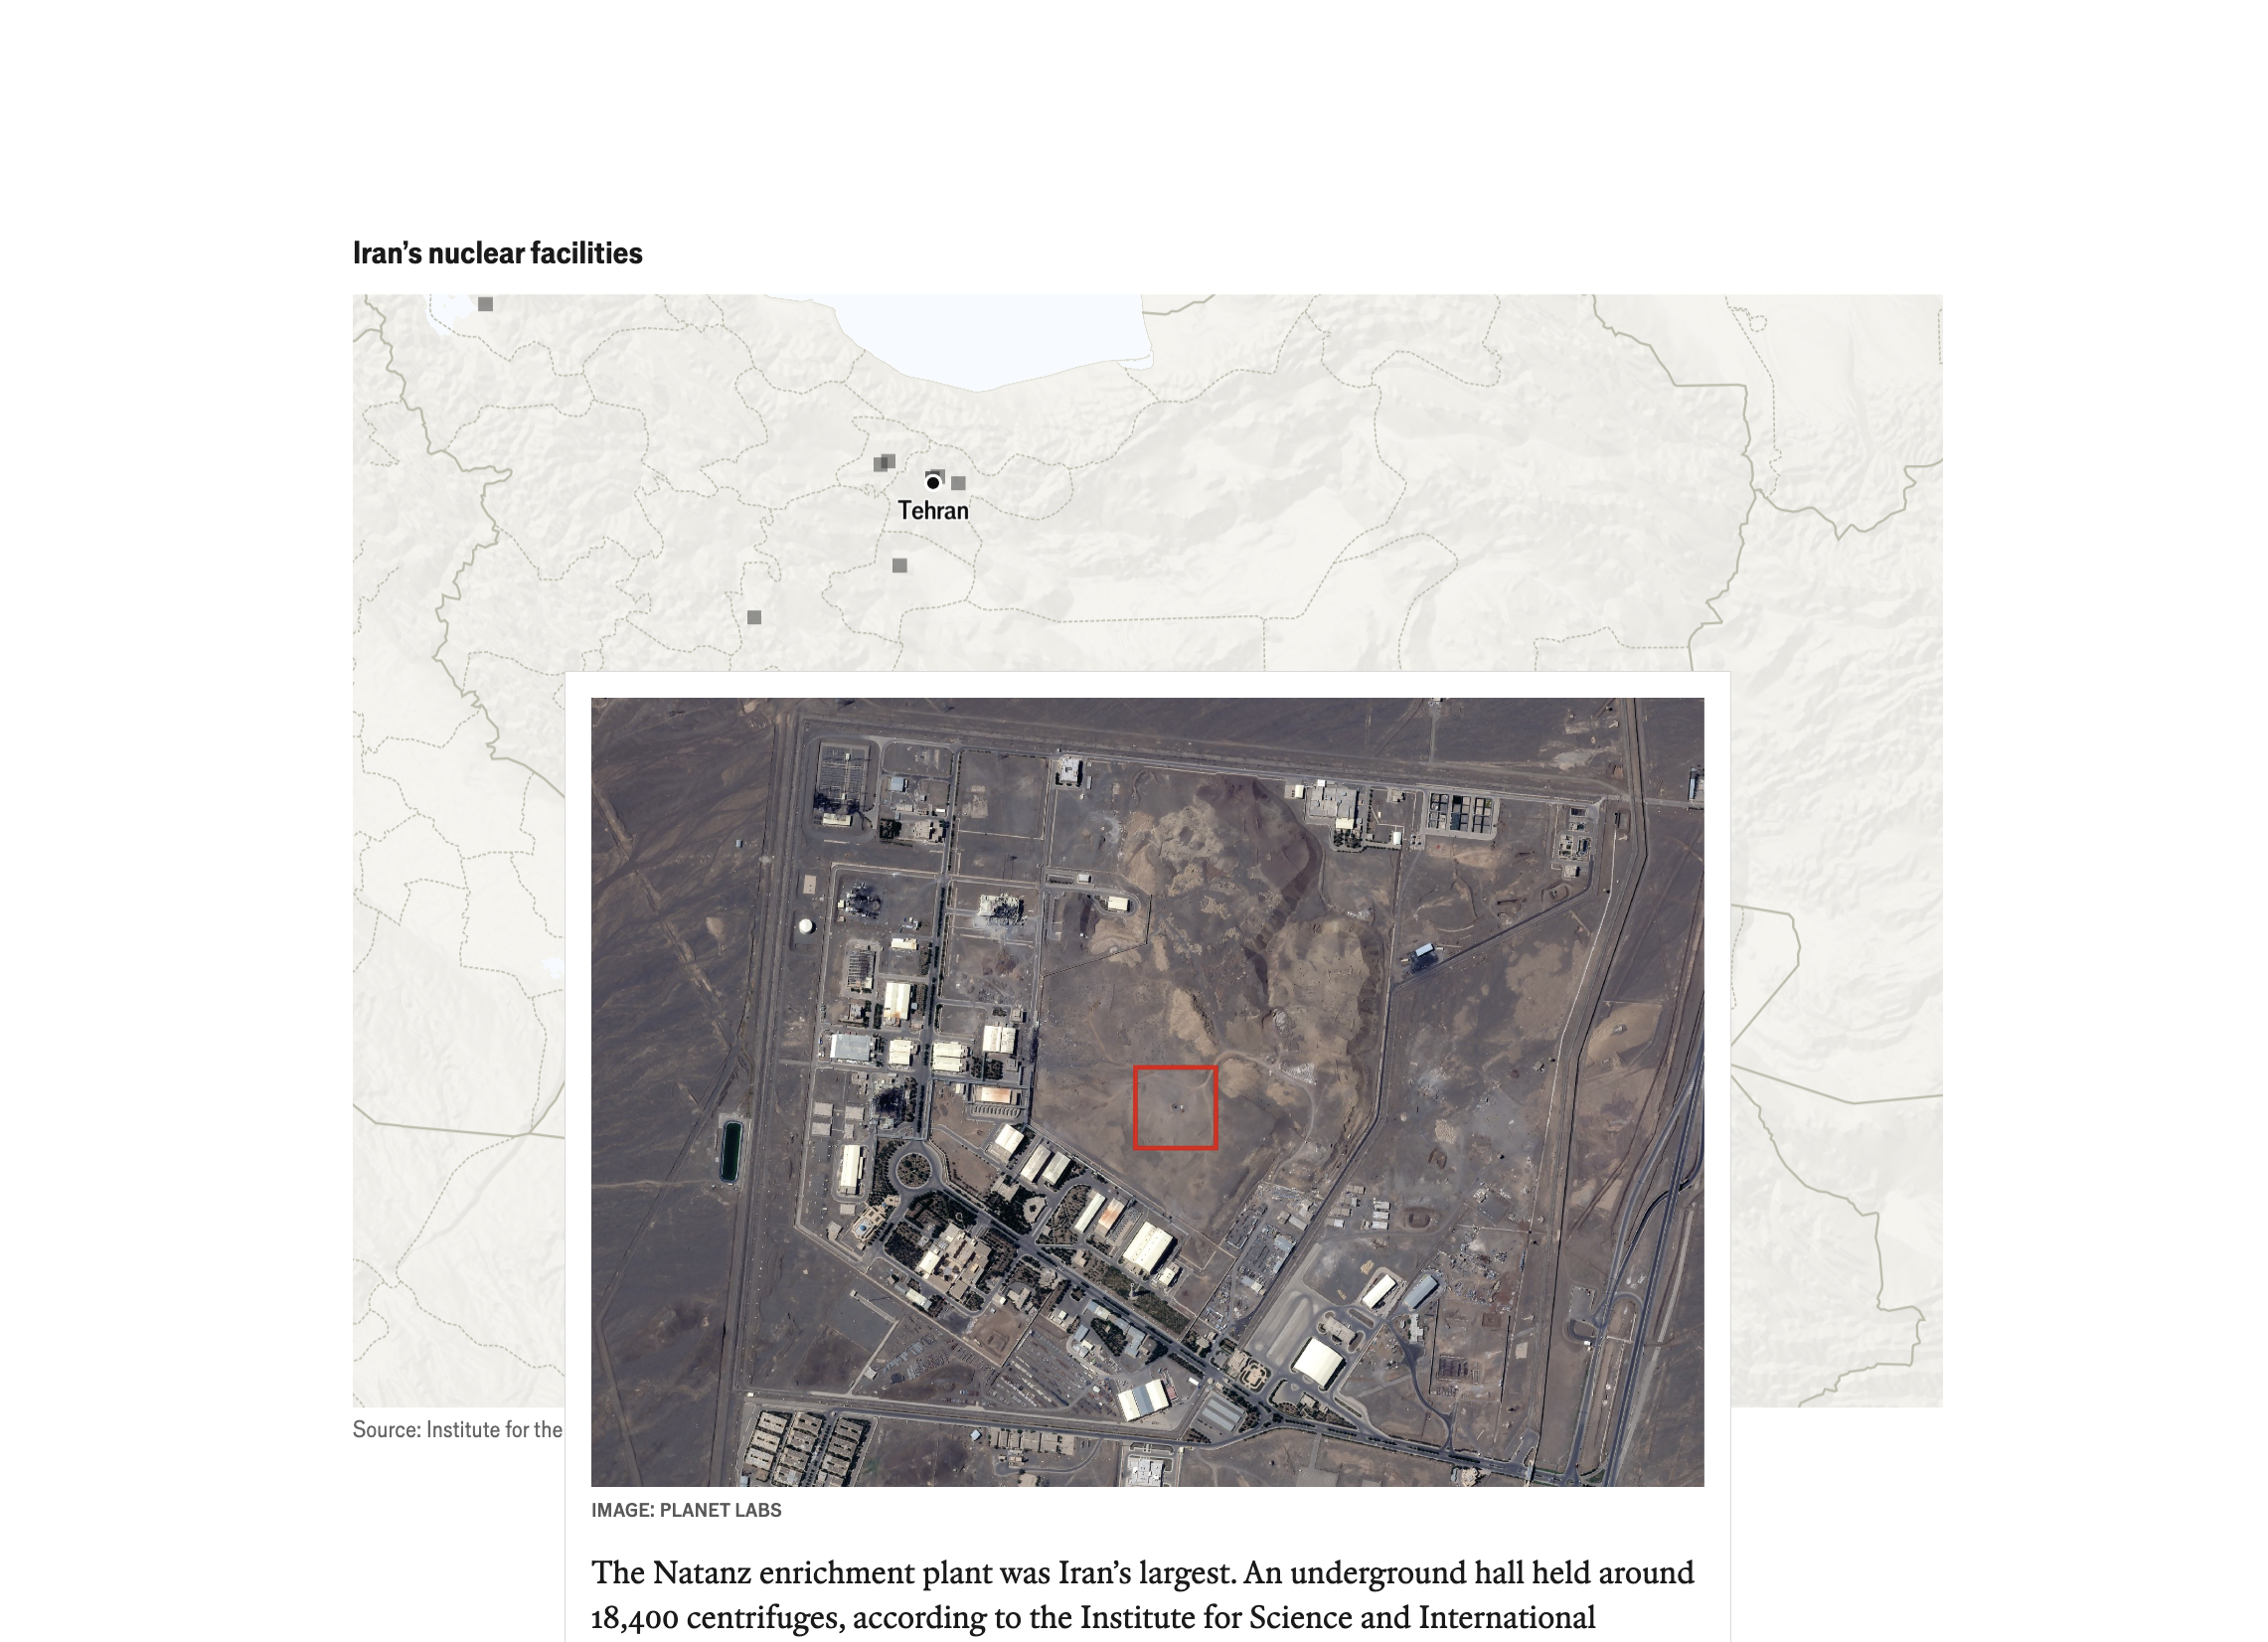 Iran’s nuclear facilities
Tehran
Source: Institute for the
IMAGE: PLANET LABS
The Natanz enrichment plant was Iran’s largest. An underground hall held around
18,400 centrifuges, according to the Institute for Science and International